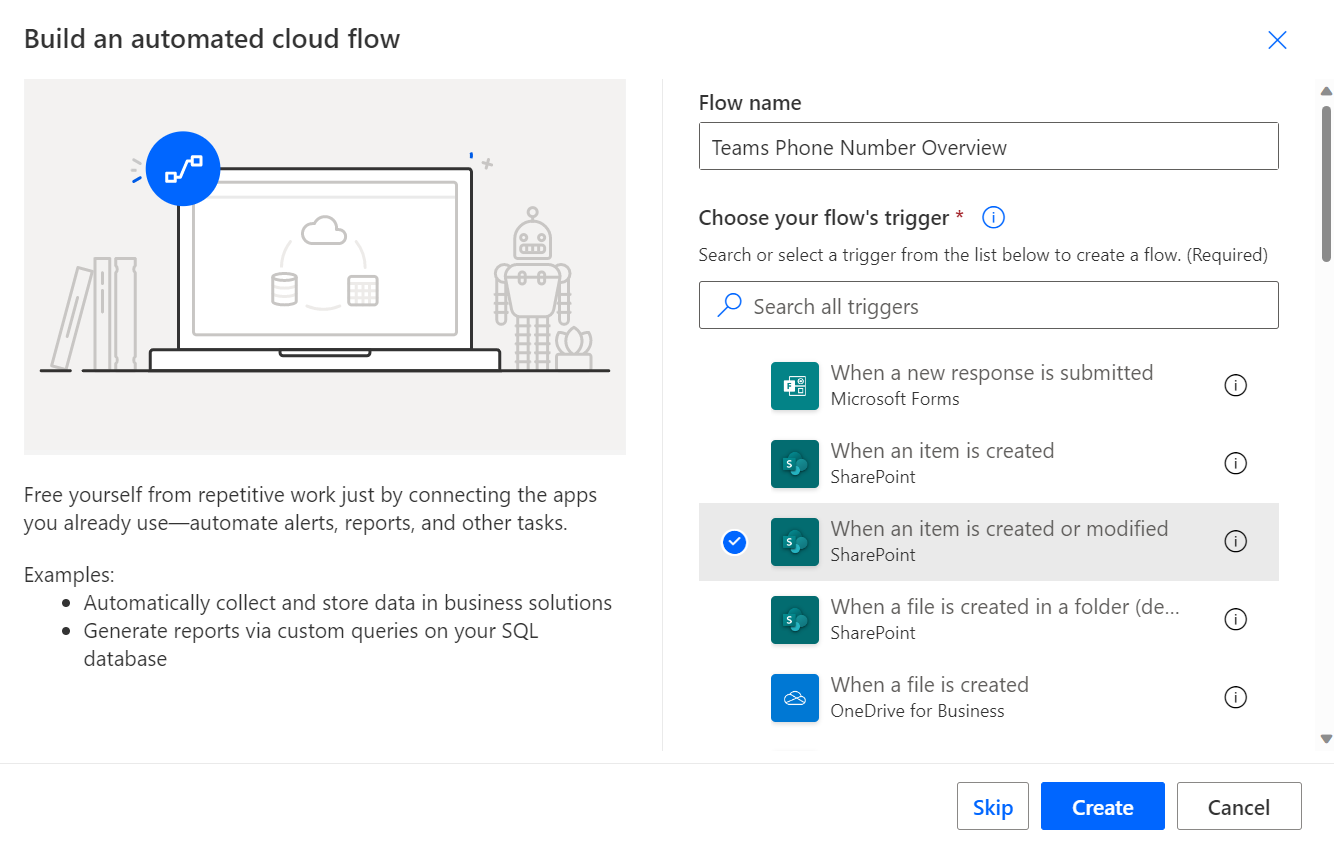 Build an automated cloud flow
Free yourself from repetitive work just by connecting the apps
you already use—automate alerts, reports, and other tasks.
Examples:
Automatically collect and store data in business solutions
Generate reports via custom queries on your SQL
database
Flow name
Teams Phone Number Overview
Choose your flow's trigger *
Search or select a trigger from the list below to create a flow. (Required)
Search all triggers
When a new response is submitted
Microsoft Forms
When an item is created
SharePoint
When an item is created or modified
SharePoint
When a file is created in a folder (de...
SharePoint
When a file is created
OneDrive for Business
Skip
Create
Cancel